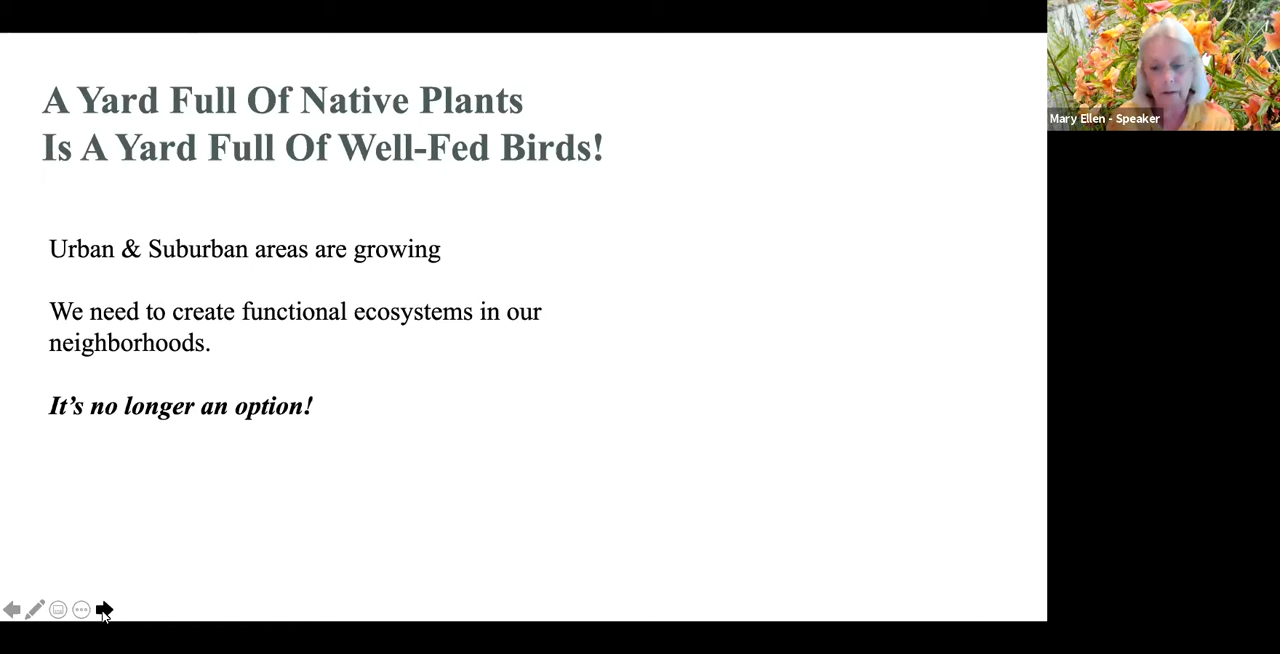 A Yard Full Of Native Plants
Is A Yard Full Of Well-Fed Birds!
Urban & Suburban areas are growing
We need to create functional ecosystems in our
neighborhoods.
It’s no longer an option!
Mary Ellen - Speaker